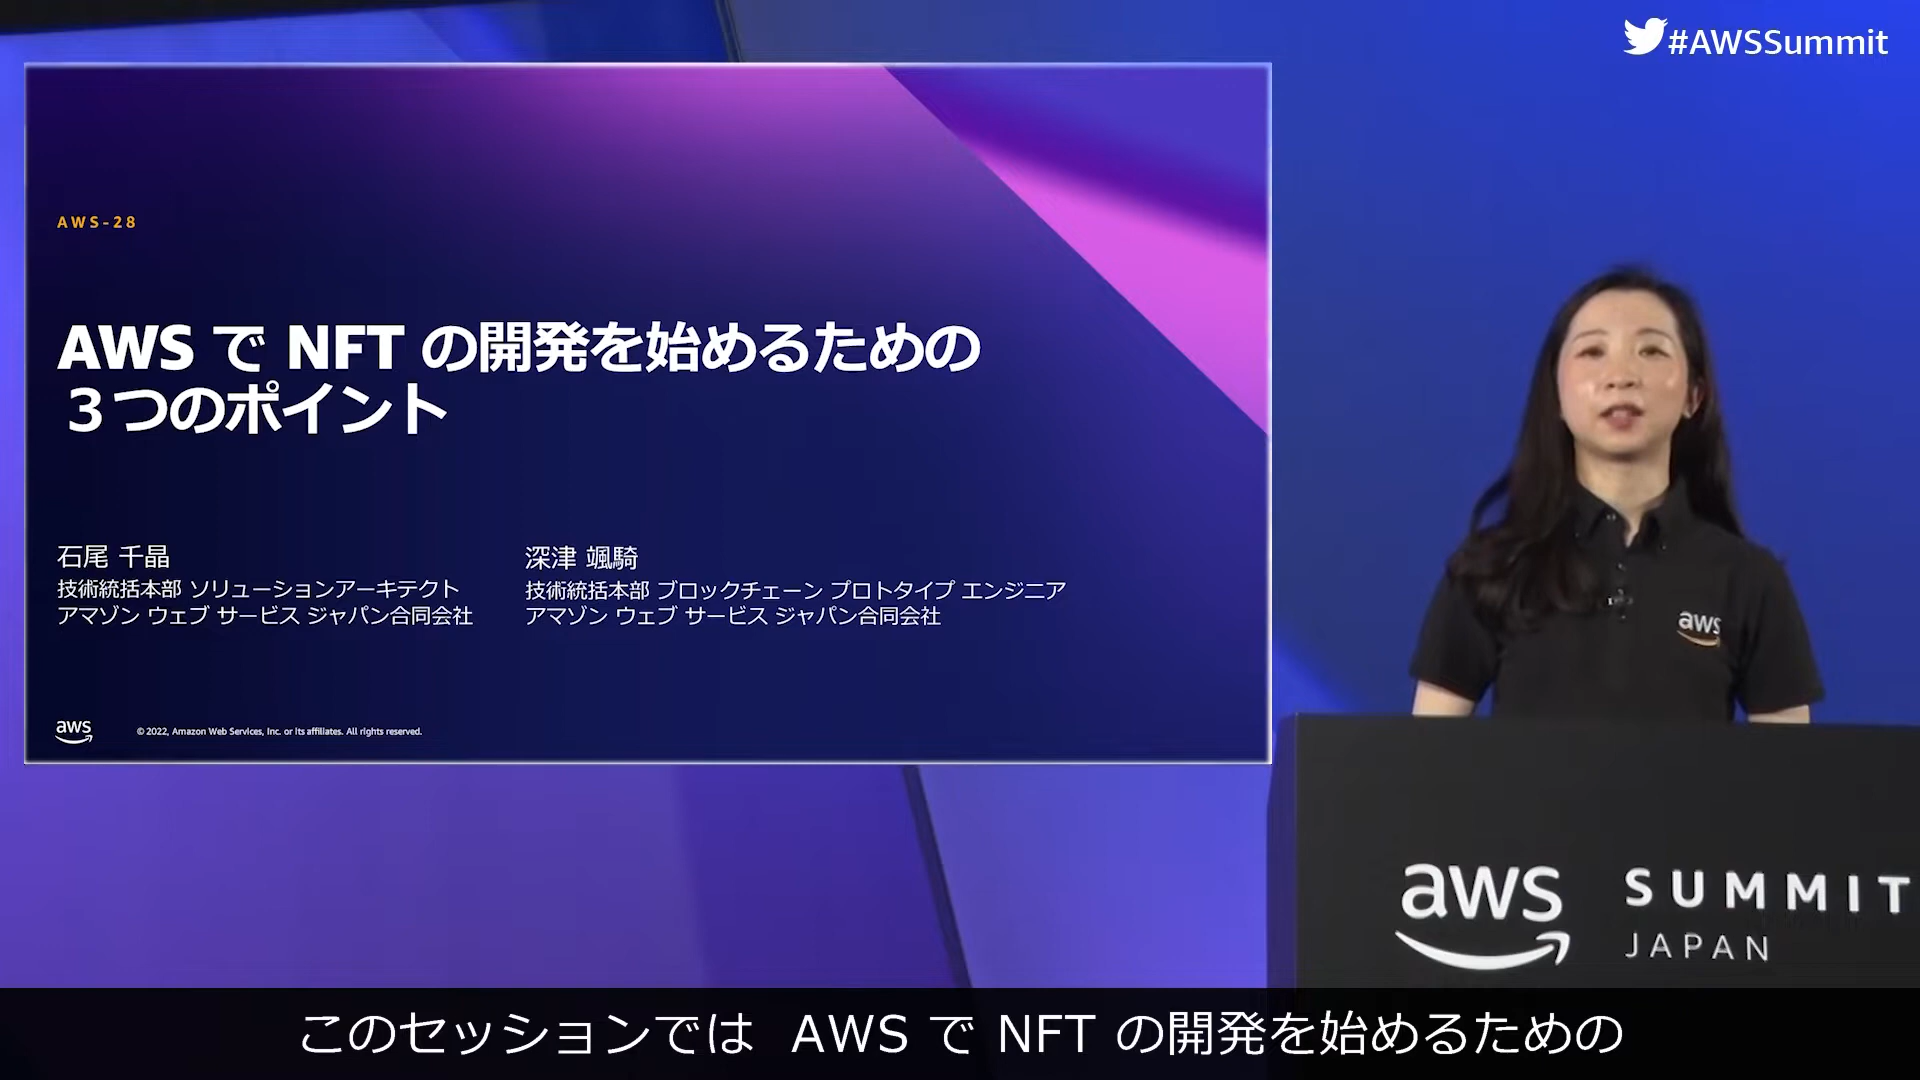 #AWSSummit
AWS-28
AWS で NFT の開発を始めるための
３つのポイント
石尾 千晶
技術統括本部 ソリューションアーキテクト
アマゾン ウェブ サービス ジャパン合同会社
深津 颯騎
技術統括本部 ブロックチェーン プロトタイプ エンジニア
アマゾン ウェブ サービス ジャパン合同会社
aws
© 2022, Amazon Web Services, Inc. or its affiliates. All rights reserved.
aws
aws SUMMIT
JAPAN
このセッションでは AWS で NFT の開発を始めるための